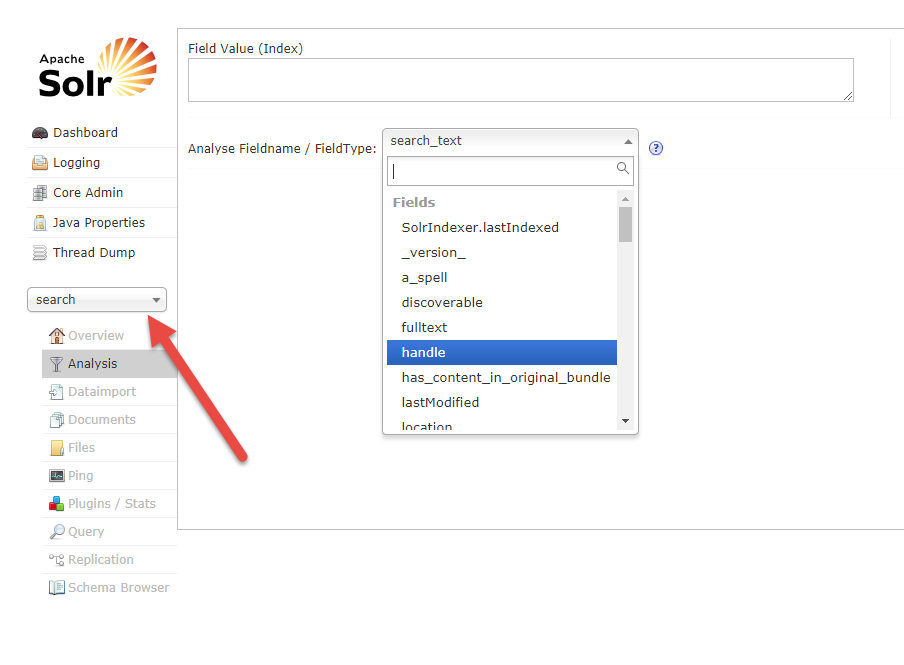 Apache
Solr
Dashboard
Logging
Core Admin
Java Properties
Thread Dump
search
Overview
Analysis
Dataimport
Documents
Files
Ping
Plugins / Stats
Query
Replication
Schema Browser
Field Value (Index)
Analyse Fieldname / FieldType:
search_text
?
Fields
SolrIndexer.lastIndexed
_version_
a_spell
discoverable
fulltext
handle
has_content_in_original_bundle
lastModified
location